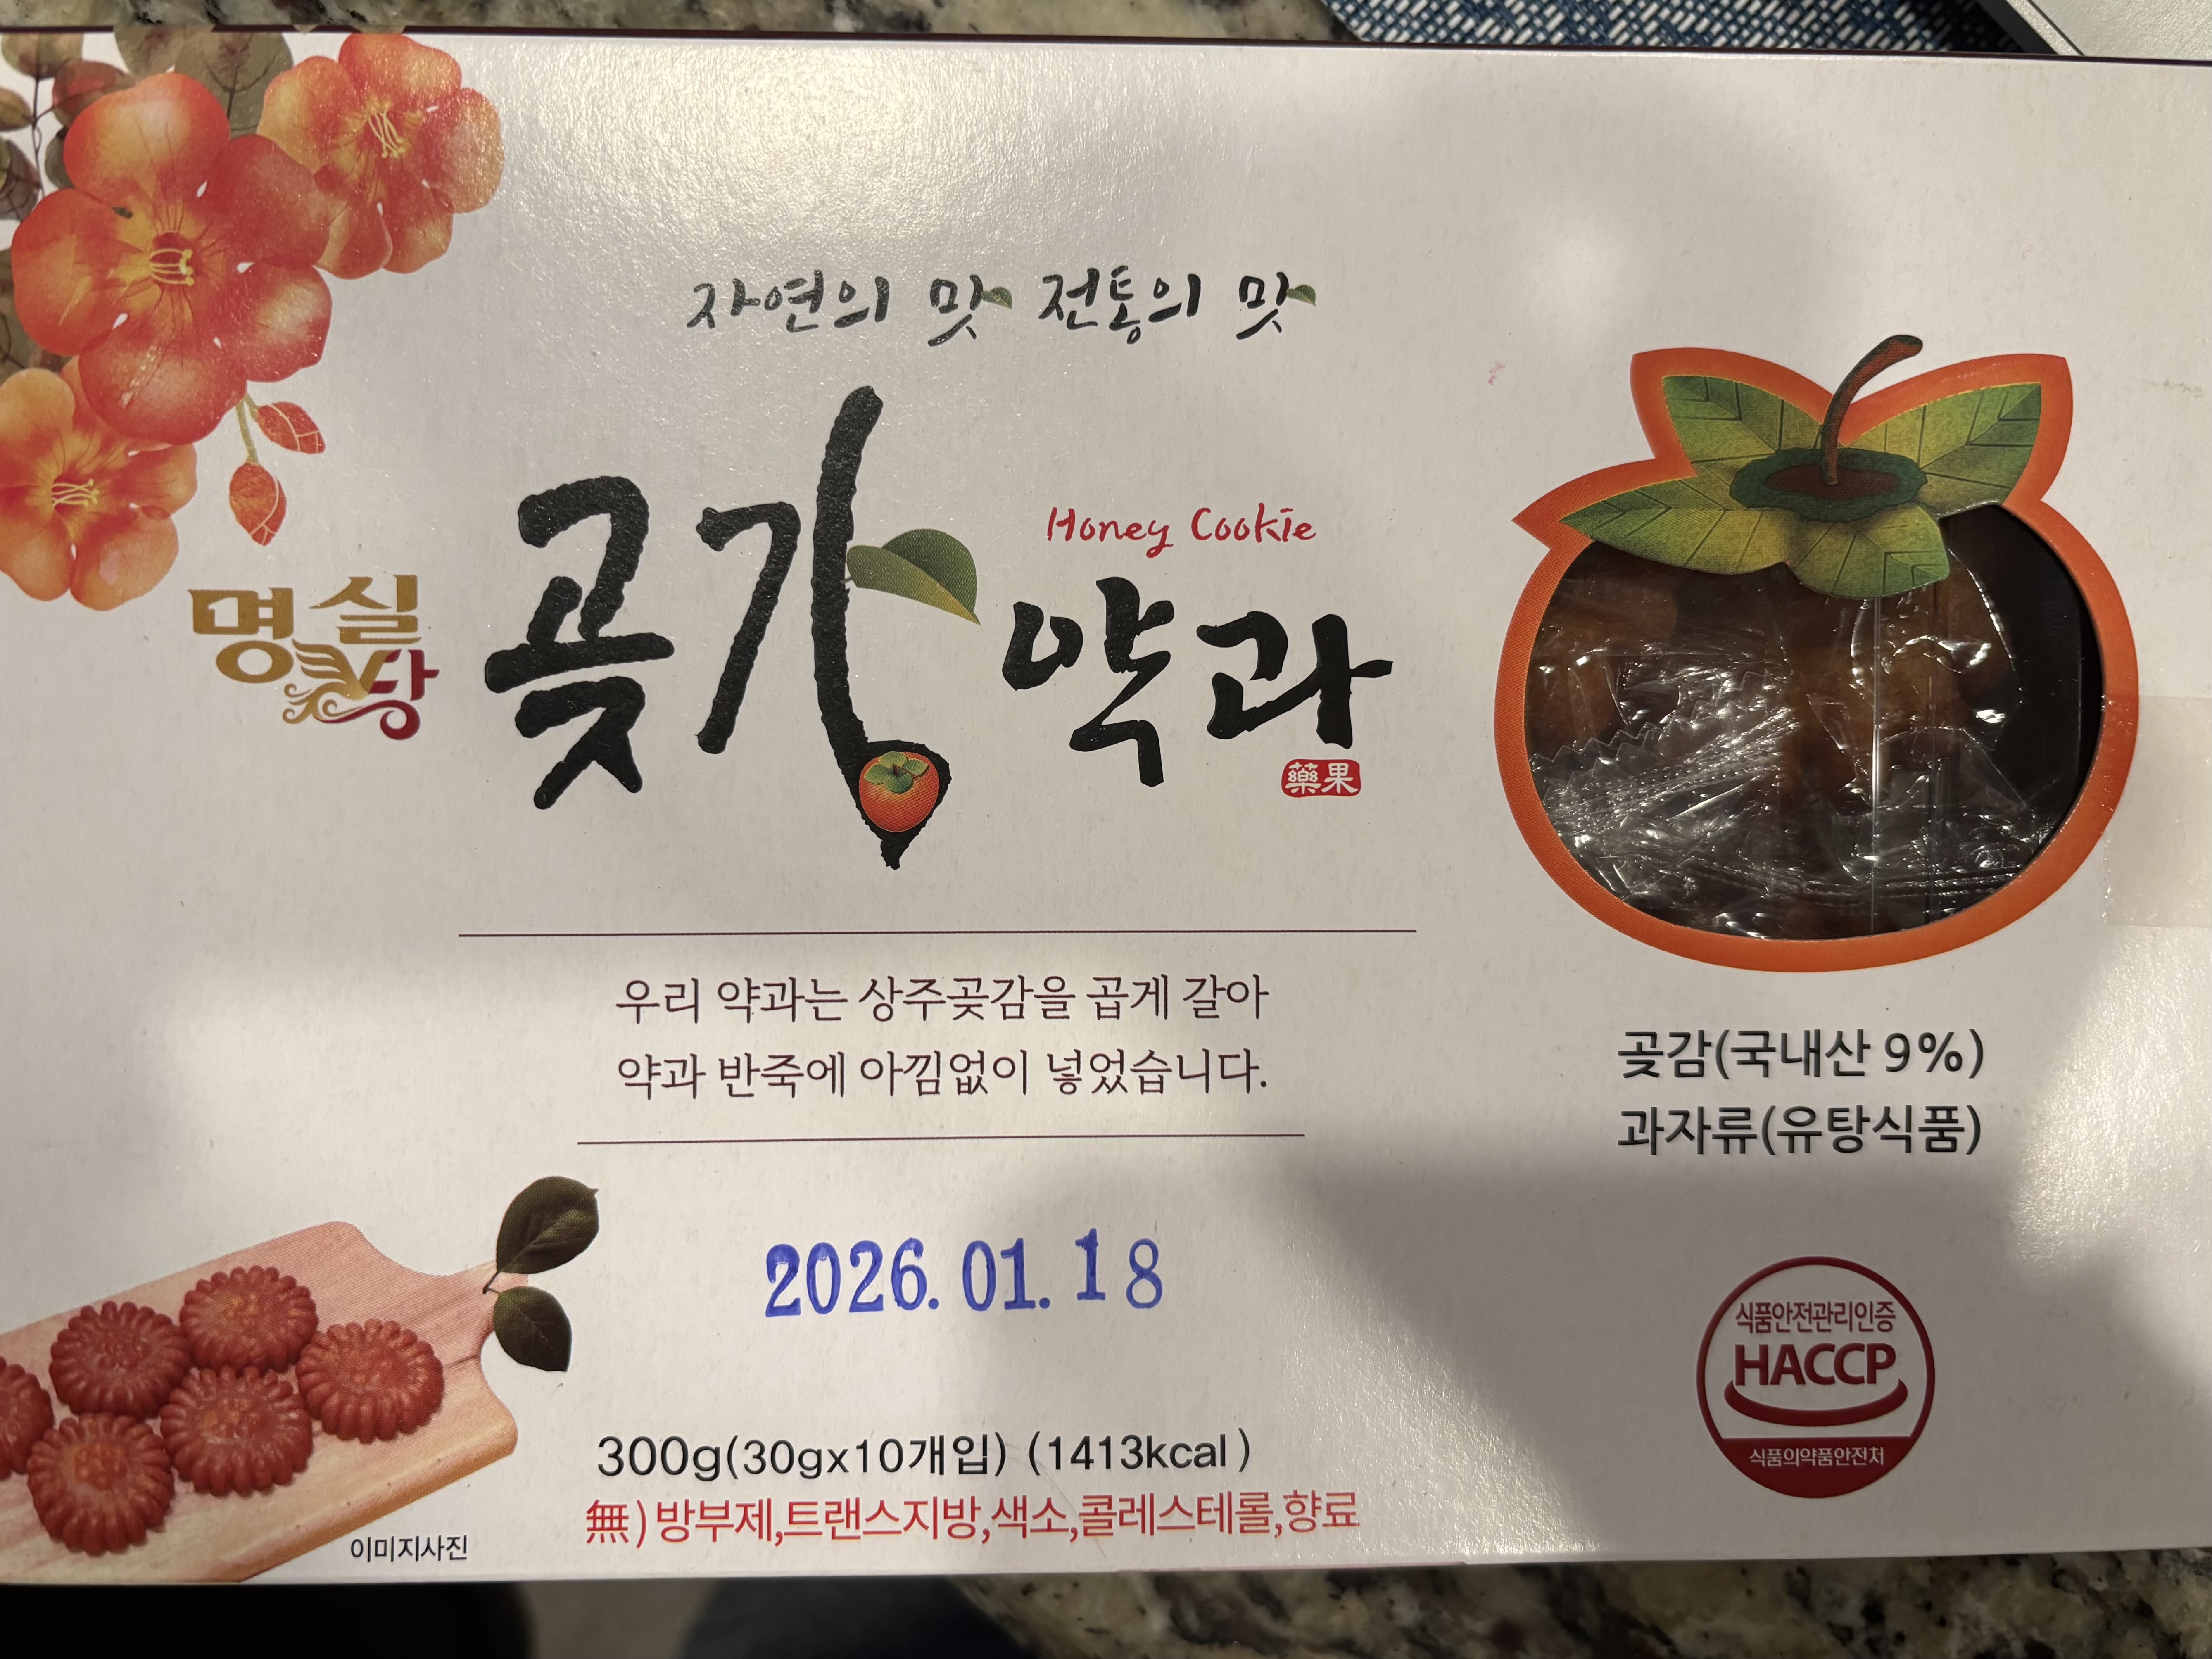 자연의 맛 전통의 맛
명실당
곶감
Honey Cookie
약과
藥果
우리 약과는 상주곶감을 곱게 갈아
약과 반죽에 아낌없이 넣었습니다.
곶감(국내산 9%)
과자류(유탕식품)
2026.01.18
식품안전관리인증
HACCP
식품의약품안전처
300g(30gx10개입) (1413kcal)
無)방부제,트랜스지방,색소,콜레스테롤,향료
이미지사진